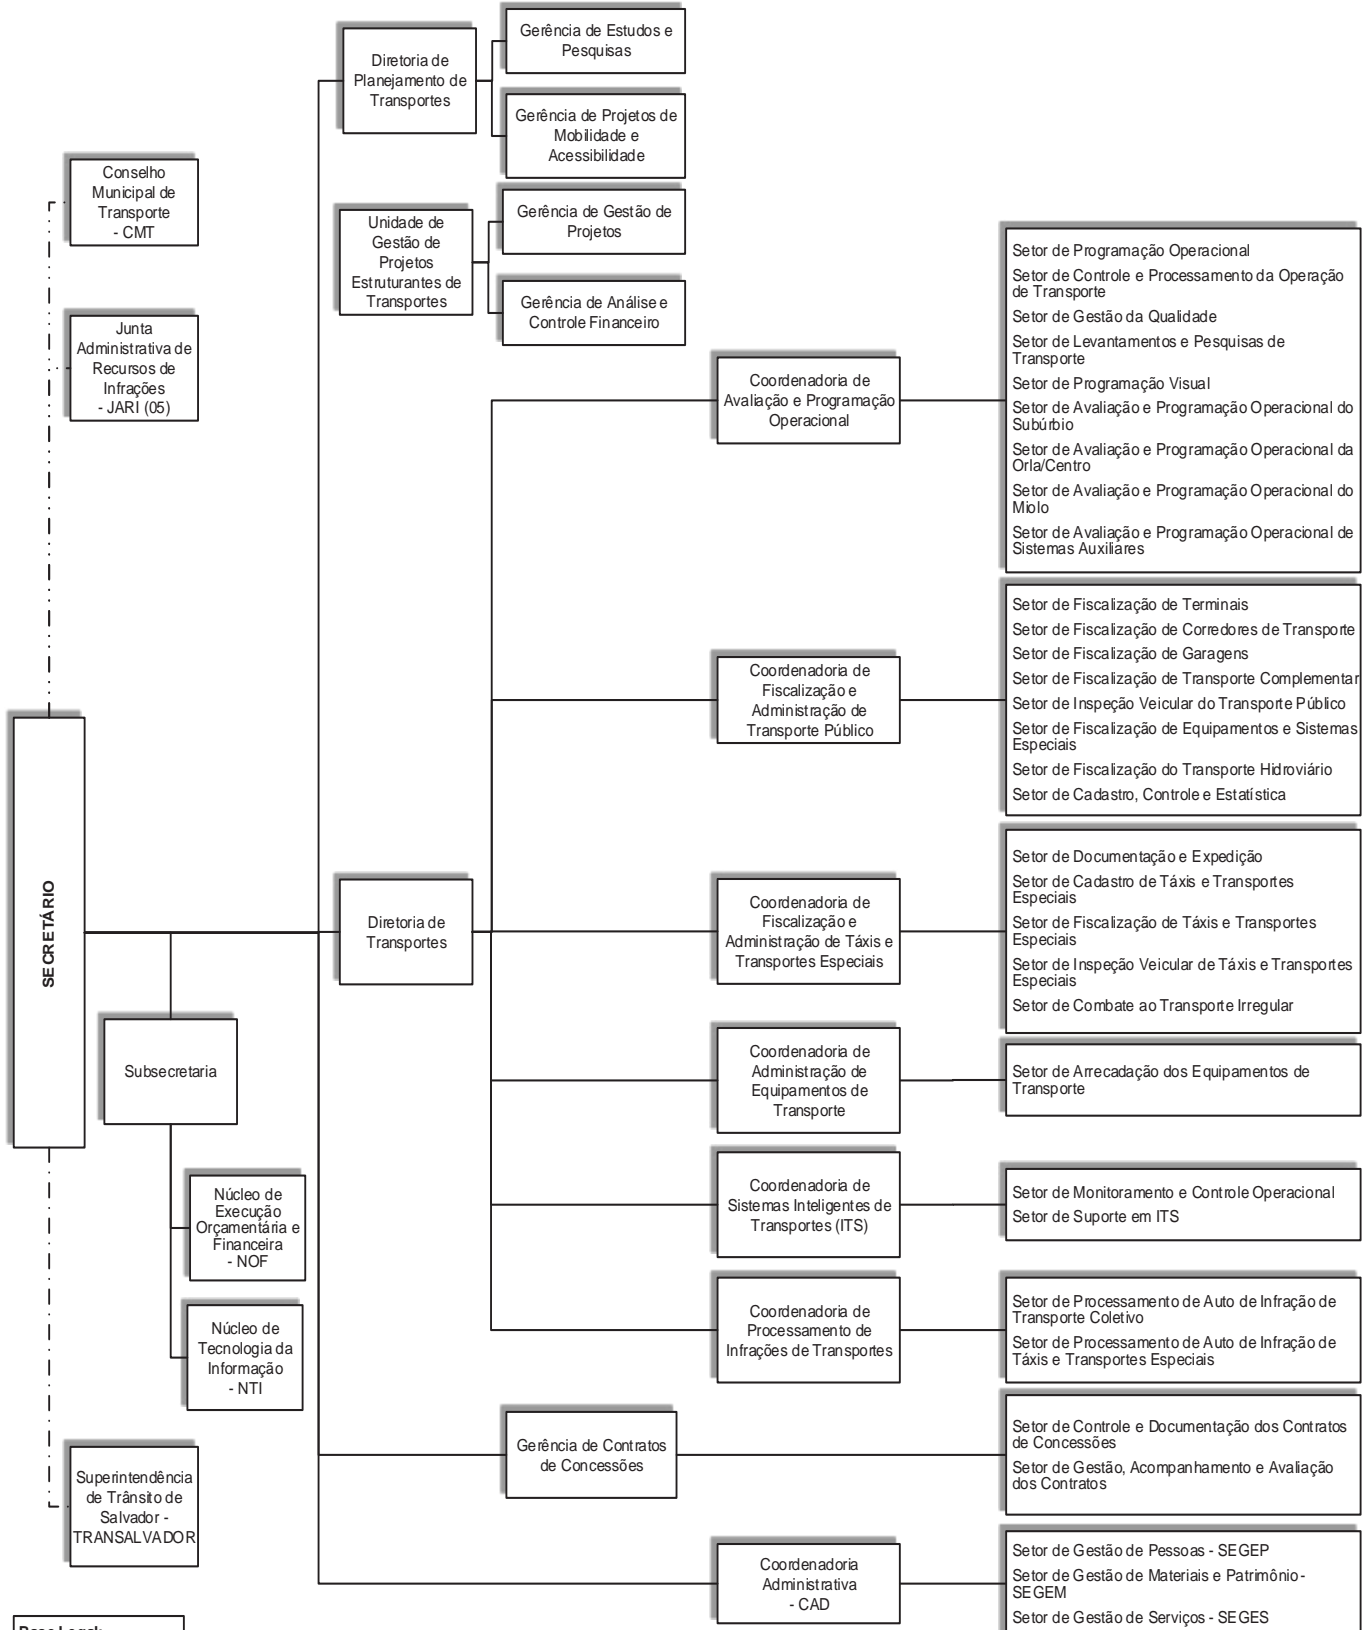 Gerência de Estudos e
Pesquisas
Diretoria de
Planejamento de
Transportes
Gerência de Projetos de
Mobilidade e
Acessibilidade
Conselho
Municipal de
Transporte
- CMT
Unidade de
Gestão de
Projetos
Estruturantes de
Transportes
Gerência de Gestão de
Projetos
Gerência de Análise e
Controle Financeiro
Junta
Administrativa de
Recursos de
Infrações
- JARI (05)
Coordenadoria de
Avaliação e Programação
Operacional
Setor de Programação Operacional
Setor de Controle e Processamento da Operação
de Transporte
Setor de Gestão da Qualidade
Setor de Levantamentos e Pesquisas de
Transporte
Setor de Programação Visual
Setor de Avaliação e Programação Operacional do
Subúrbio
Setor de Avaliação e Programação Operacional da
Orla/Centro
Setor de Avaliação e Programação Operacional do
Miolo
Setor de Avaliação e Programação Operacional de
Sistemas Auxiliares
Coordenadoria de
Fiscalização e
Administração de
Transporte Público
Setor de Fiscalização de Terminais
Setor de Fiscalização de Corredores de Transporte
Setor de Fiscalização de Garagens
Setor de Fiscalização de Transporte Complementar
Setor de Inspeção Veicular do Transporte Público
Setor de Fiscalização de Equipamentos e Sistemas
Especiais
Setor de Fiscalização do Transporte Hidroviário
Setor de Cadastro, Controle e Estatística
SECRETÁRIO
Diretoria de
Transportes
Coordenadoria de
Fiscalização e
Administração de Táxis e
Transportes Especiais
Setor de Documentação e Expedição
Setor de Cadastro de Táxis e Transportes
Especiais
Setor de Fiscalização de Táxis e Transportes
Especiais
Setor de Inspeção Veicular de Táxis e Transportes
Especiais
Setor de Combate ao Transporte Irregular
Subsecretaria
Coordenadoria de
Administração de
Equipamentos de
Transporte
Setor de Arrecadação dos Equipamentos de
Transporte
Núcleo de
Execução
Orçamentária e
Financeira
- NOF
Coordenadoria de
Sistemas Inteligentes de
Transportes (ITS)
Setor de Monitoramento e Controle Operacional
Setor de Suporte em ITS
Núcleo de
Tecnologia da
Informação
- NTI
Coordenadoria de
Processamento de
Infrações de Transportes
Setor de Processamento de Auto de Infração de
Transporte Coletivo
Setor de Processamento de Auto de Infração de
Táxis e Transportes Especiais
Gerência de Contratos
de Concessões
Setor de Controle e Documentação dos Contratos
de Concessões
Setor de Gestão, Acompanhamento e Avaliação
dos Contratos
Superintendência
de Trânsito de
Salvador -
TRANSALVADOR
Coordenadoria
Administrativa
- CAD
Setor de Gestão de Pessoas - SEGEP
Setor de Gestão de Materiais e Patrimônio -
SEGEM
Setor de Gestão de Serviços - SEGES